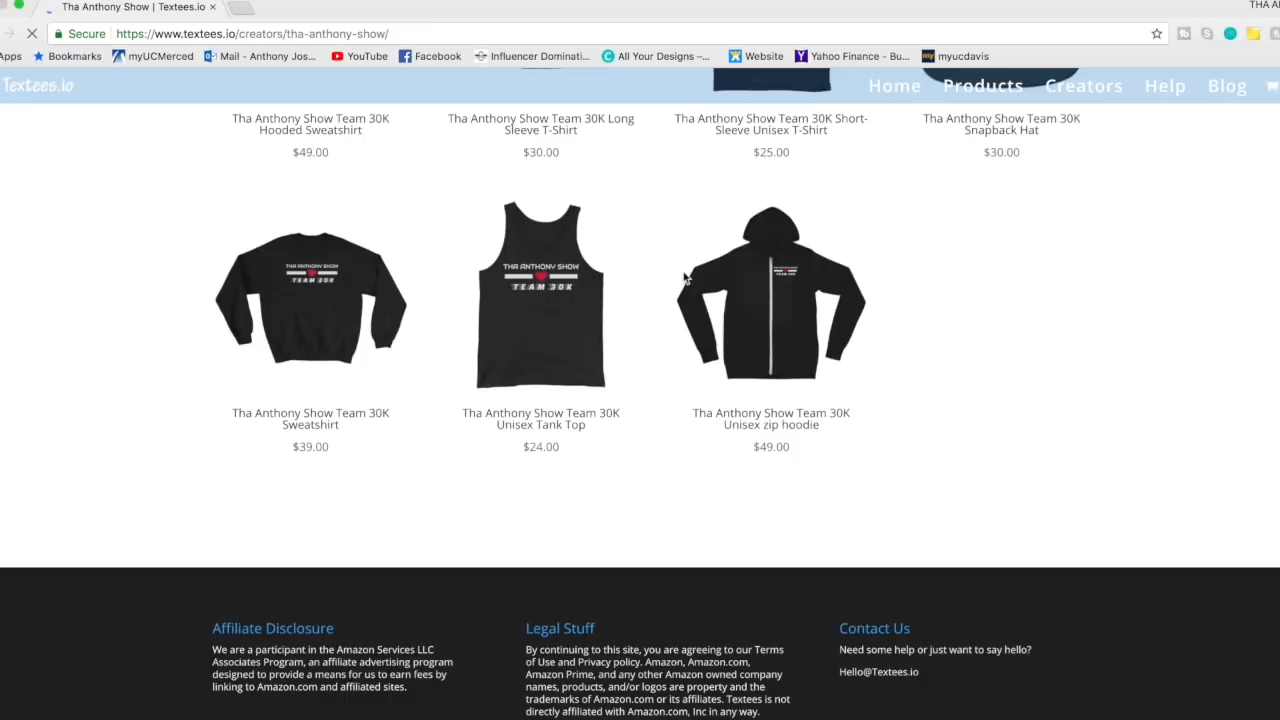 Tha Anthony Show | Textees.io
THA A
Secure https://www.textees.io/creators/tha-anthony-show/
Apps Bookmarks myUCMerced Mail - Anthony Jos... YouTube Facebook Influencer Dominati... All Your Designs –... Website Yahoo Finance - Bu... myucdavis
Textees.io Home Products Creators Help Blog
Tha Anthony Show Team 30K
Hooded Sweatshirt
$49.00
Tha Anthony Show Team 30K Long
Sleeve T-Shirt
$30.00
Tha Anthony Show Team 30K Short-
Sleeve Unisex T-Shirt
$25.00
Tha Anthony Show Team 30K
Snapback Hat
$30.00
THA ANTHONY SHOW
TEAM 30K
THA ANTHONY SHOW
TEAM 30K
THA ANTHONY SHOW
TEAM 30K
Tha Anthony Show Team 30K
Sweatshirt
$39.00
Tha Anthony Show Team 30K
Unisex Tank Top
$24.00
Tha Anthony Show Team 30K
Unisex zip hoodie
$49.00
Affiliate Disclosure
We are a participant in the Amazon Services LLC
Associates Program, an affiliate advertising program
designed to provide a means for us to earn fees by
linking to Amazon.com and affiliated sites.
Legal Stuff
By continuing to this site, you are agreeing to our Terms
of Use and Privacy policy. Amazon, Amazon.com,
Amazon Prime, and any other Amazon owned company
names, products, and/or logos are property and the
trademarks of Amazon.com or its affiliates. Textees is not
directly affiliated with Amazon.com, Inc in any way.
Contact Us
Need some help or just want to say hello?
Hello@Textees.io